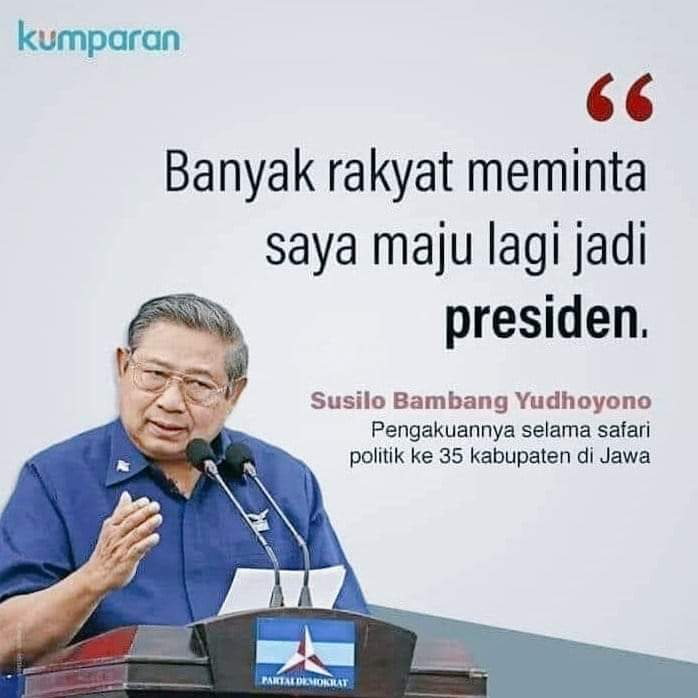 kumparan
Banyak rakyat meminta
saya maju lagi jadi
presiden.
Susilo Bambang Yudhoyono
Pengakuannya selama safari
politik ke 35 kabupaten di Jawa
PARTAI DEMOKRAT